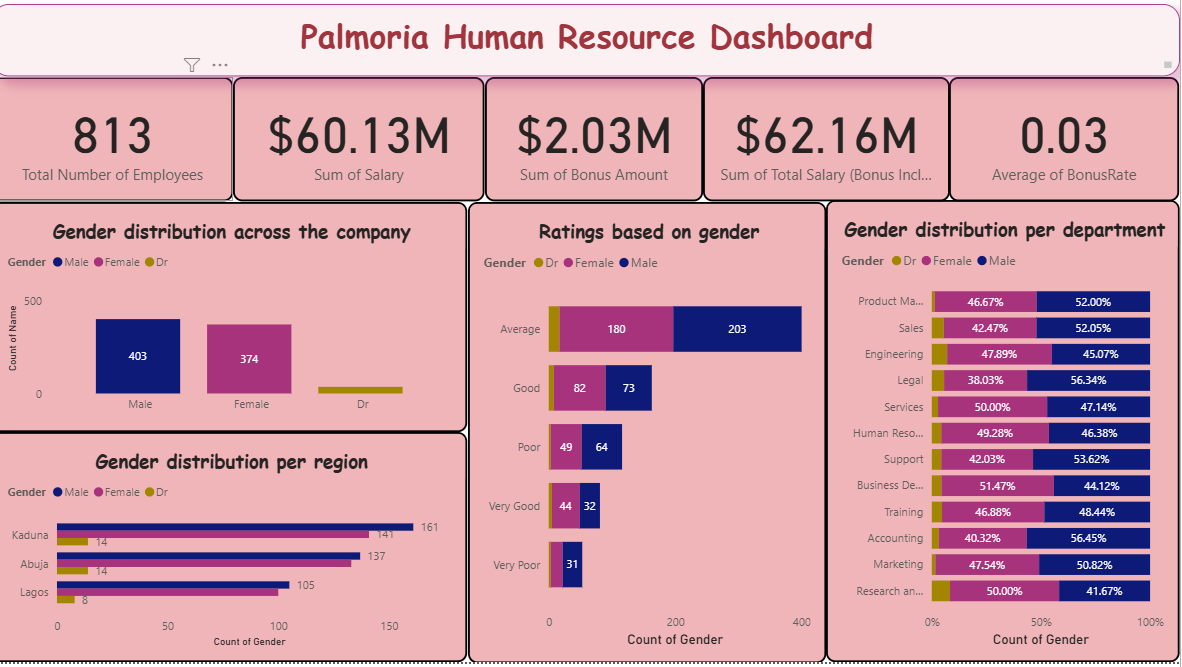 Palmoria Human Resource Dashboard
813
Total Number of Employees
$60.13M
Sum of Salary
$2.03M
Sum of Bonus Amount
$62.16M
Sum of Total Salary (Bonus Incl...
0.03
Average of BonusRate
Gender distribution across the company
Gender Male Female Dr
Count of Name
500
0
403
374
Male Female Dr
Gender distribution per region
Gender Male Female Dr
Kaduna 161
141
14
Abuja 137
14
Lagos 105
8
0 50 100 150
Count of Gender
Ratings based on gender
Gender Dr Female Male
Average 180 203
Good 82 73
Poor 49 64
Very Good 44 32
Very Poor 31
0 200 400
Count of Gender
Gender distribution per department
Gender Dr Female Male
Product Ma... 46.67% 52.00%
Sales 42.47% 52.05%
Engineering 47.89% 45.07%
Legal 38.03% 56.34%
Services 50.00% 47.14%
Human Reso... 49.28% 46.38%
Support 42.03% 53.62%
Business De... 51.47% 44.12%
Training 46.88% 48.44%
Accounting 40.32% 56.45%
Marketing 47.54% 50.82%
Research an... 50.00% 41.67%
0% 50% 100%
Count of Gender